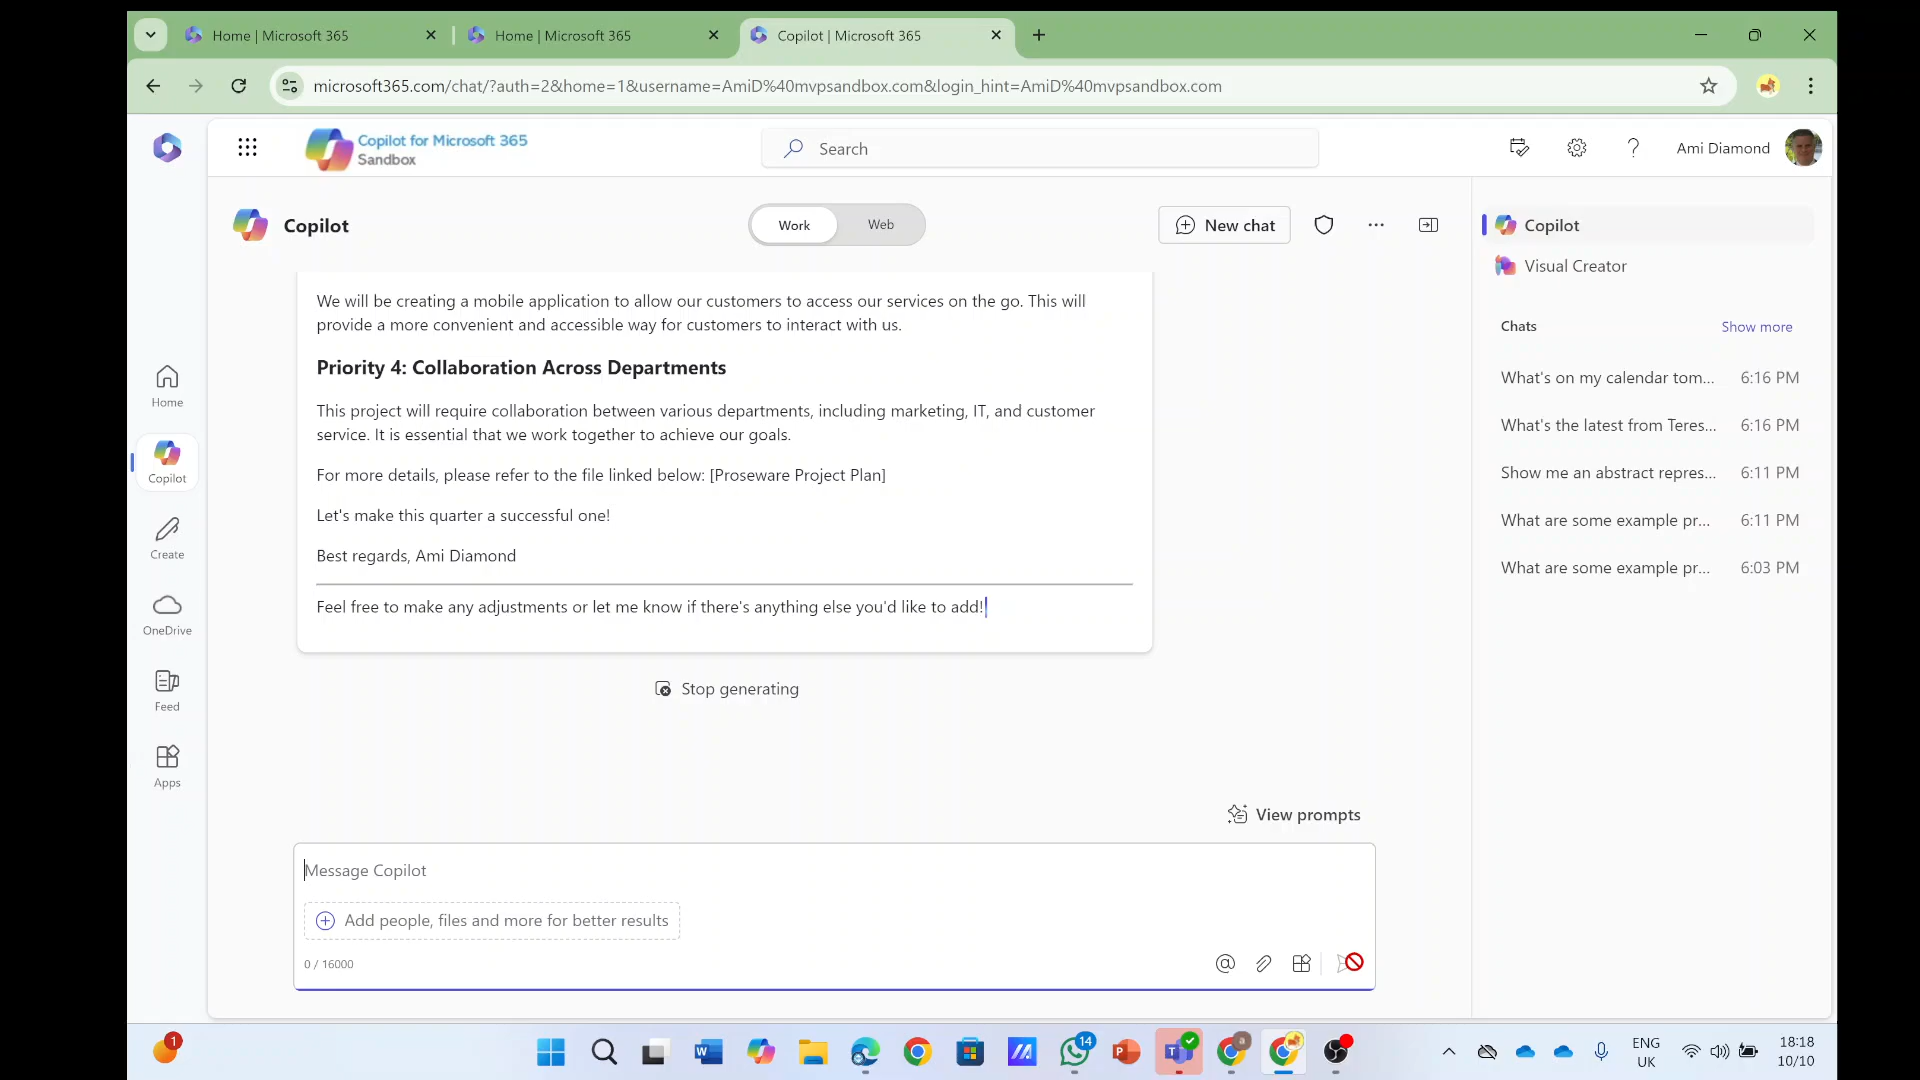 Home | Microsoft 365
Home | Microsoft 365
Copilot | Microsoft 365
microsoft365.com/chat/?auth=2&home=1&username=AmiD%40mvpsandbox.com&login_hint=AmiD%40mvpsandbox.com
Copilot for Microsoft 365
Sandbox
Search
Ami Diamond
Copilot
Work
Web
New chat
Copilot
Visual Creator
Chats
Show more
What's on my calendar tom... 6:16 PM
What's the latest from Teres... 6:16 PM
Show me an abstract repres... 6:11 PM
What are some example pr... 6:11 PM
What are some example pr... 6:03 PM
Home
Copilot
Create
OneDrive
Feed
Apps
We will be creating a mobile application to allow our customers to access our services on the go. This will
provide a more convenient and accessible way for customers to interact with us.
Priority 4: Collaboration Across Departments
This project will require collaboration between various departments, including marketing, IT, and customer
service. It is essential that we work together to achieve our goals.
For more details, please refer to the file linked below: [Proseware Project Plan]
Let's make this quarter a successful one!
Best regards, Ami Diamond
Feel free to make any adjustments or let me know if there's anything else you'd like to add!
Stop generating
View prompts
Message Copilot
Add people, files and more for better results
0 / 16000
1
14
ENG
UK
18:18
10/10